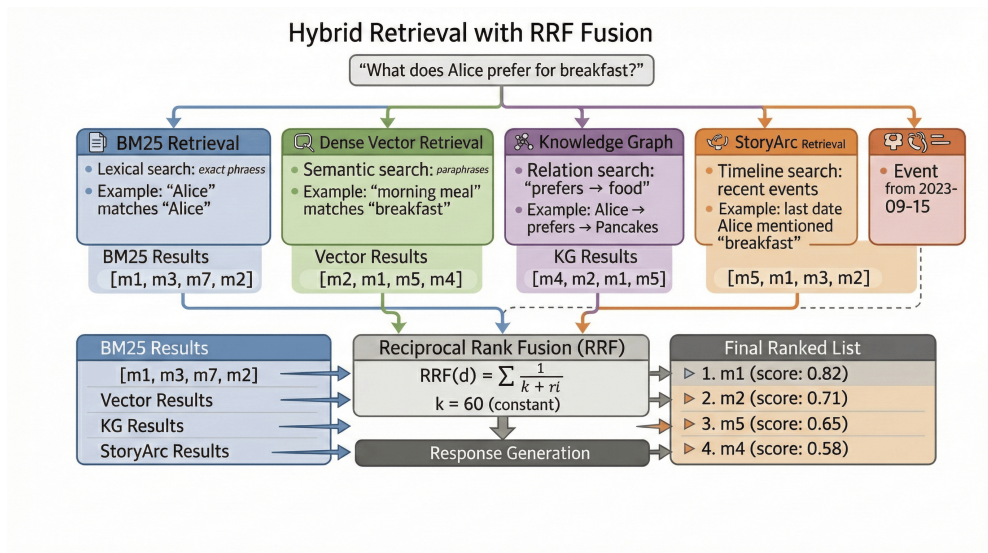 Hybrid Retrieval with RRF Fusion
“What does Alice prefer for breakfast?”
BM25 Retrieval
• Lexical search: exact phraess
• Example: “Alice”
matches “Alice”
BM25 Results
[m1, m3, m7, m2]
Dense Vector Retrieval
• Semantic search: paraphrases
• Example: “morning meal”
matches “breakfast”
Vector Results
[m2, m1, m5, m4]
Knowledge Graph
• Relation search:
“prefers → food”
• Example: Alice →
prefers → Pancakes
KG Results
[m4, m2, m1, m5]
StoryArc Retrieval
• Timeline search:
recent events
• Example: last date
Alice mentioned
“breakfast”
[m5, m1, m3, m2]
• Event
from 2023-
09-15
BM25 Results
[m1, m3, m7, m2]
Vector Results
KG Results
StoryArc Results
Reciprocal Rank Fusion (RRF)
RRF(d) = ∑ 1 / (k + ri)
k = 60 (constant)
Response Generation
Final Ranked List
1. m1 (score: 0.82)
2. m2 (score: 0.71)
3. m5 (score: 0.65)
4. m4 (score: 0.58)